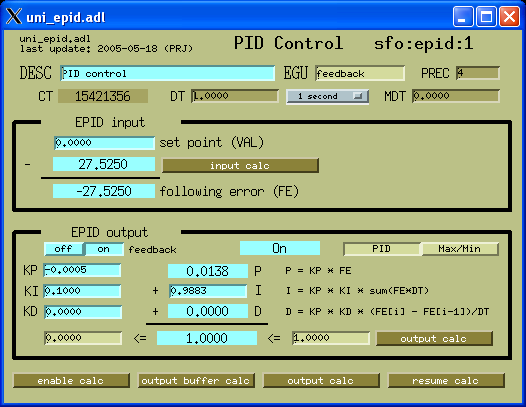 uni_epid.adl
uni_epid.adl
last update: 2005-05-18 (PRJ)
PID Control sfo:epid:1
DESC PID control EGU feedback PREC 4
CT 15421356 DT 1.0000 1 second MDT 0.0000
EPID input
0.0000 set point (VAL)
- 27.5250 input calc
-27.5250 following error (FE)
EPID output
off on feedback On PID Max/Min
KP -0.0005 0.0138 P P = KP * FE
KI 0.1000 + 0.9883 I I = KP * KI * sum(FE*DT)
KD 0.0000 + 0.0000 D D = KP * KD * (FE[i] - FE[i-1])/DT
0.0000 <= 1.0000 <= 1.0000 output calc
enable calc output buffer calc output calc resume calc